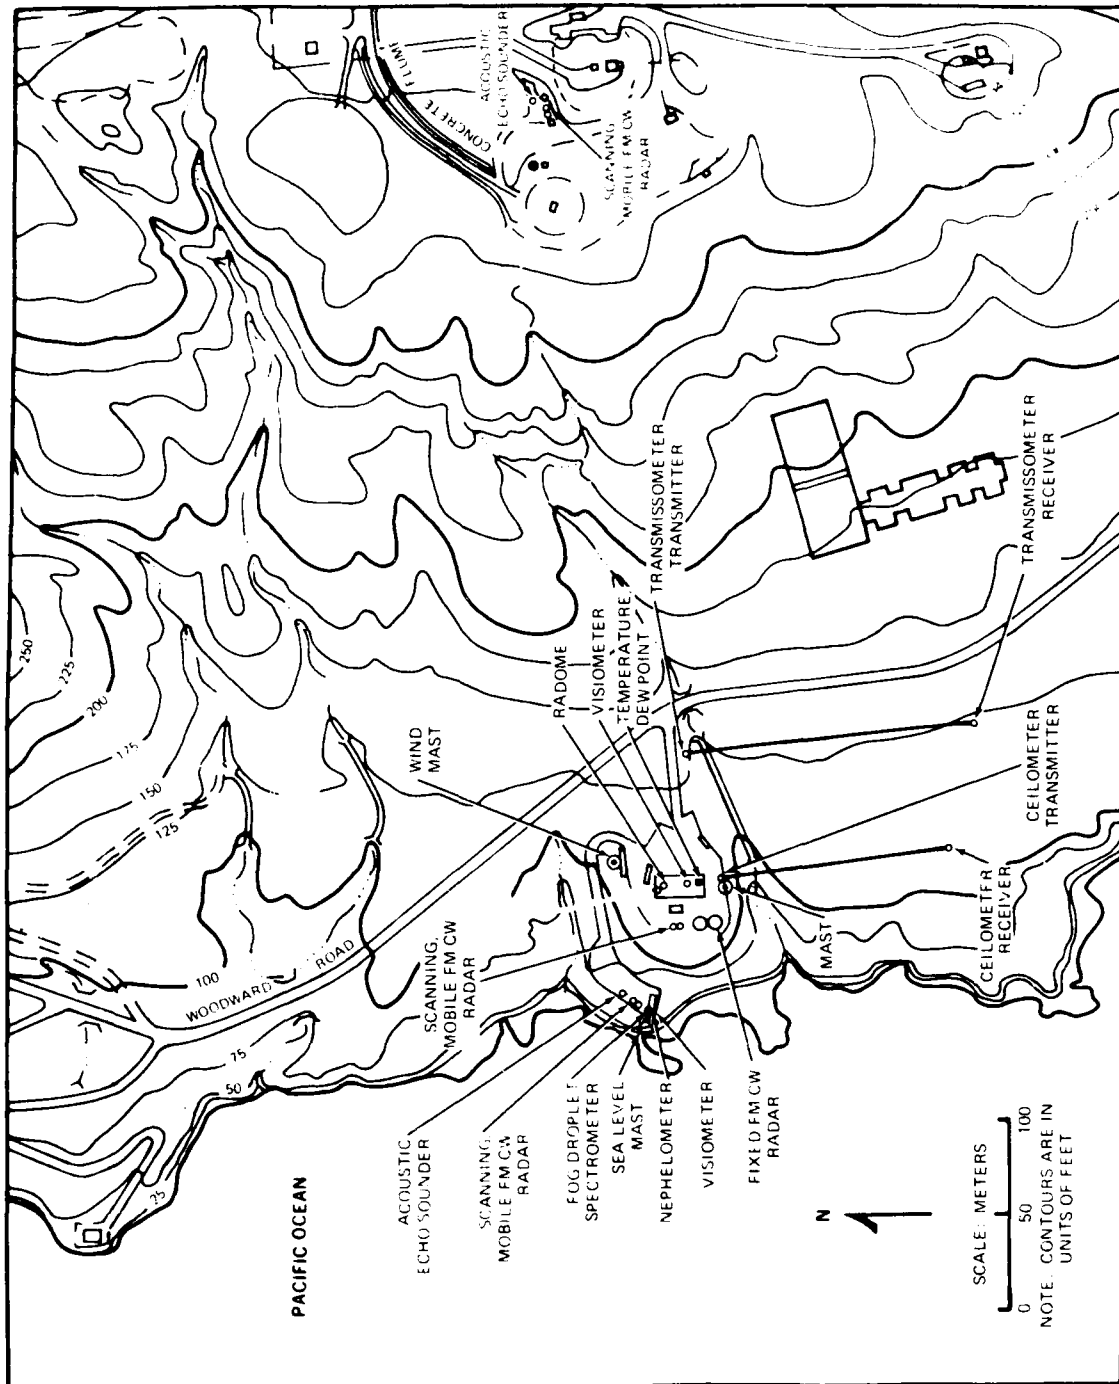 CONCRETE FLUME
ACOUSTIC
ECHO SOUNDER
SCANNING,
MOBILE FM CW
RADAR
250
225
200
175
150
125
100
75
50
25
WOODWARD ROAD
WIND
MAST
RADOME
VISIOMETER
TEMPERATURE,
DEW POINT
TRANSMISSOMETER
TRANSMITTER
TRANSMISSOMETER
RECEIVER
CEILOMETER
TRANSMITTER
CEILOMETER
RECEIVER
MAST
SCANNING,
MOBILE FM CW
RADAR
ACOUSTIC
ECHO SOUNDER
SCANNING,
MOBILE FM CW
RADAR
FOG DROPLET
SPECTROMETER
SEA LEVEL
MAST
NEPHELOMETER
VISIOMETER
FIXED FM CW
RADAR
PACIFIC OCEAN
N
SCALE: METERS
0 50 100
NOTE: CONTOURS ARE IN
UNITS OF FEET